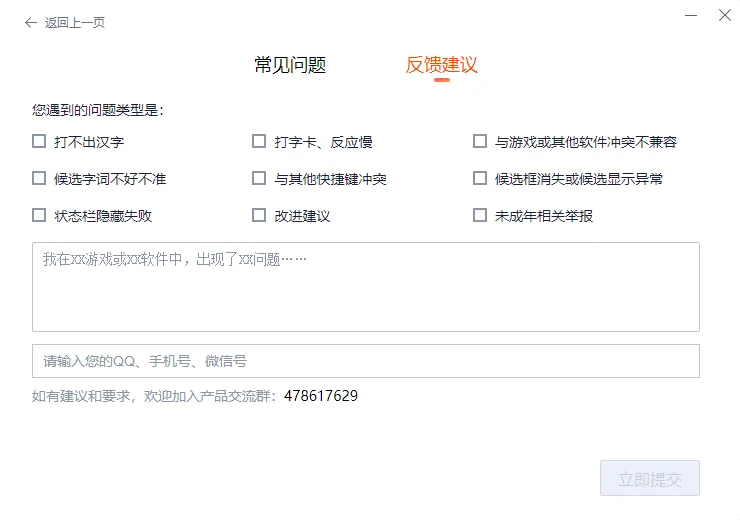 返回上一页
常见问题 反馈建议
您遇到的问题类型是：
打不出汉字 打字卡、反应慢 与游戏或其他软件冲突不兼容
候选字词不好不准 与其他快捷键冲突 候选框消失或候选显示异常
状态栏隐藏失败 改进建议 未成年相关举报
我在xx游戏或xx软件中，出现了xx问题……
请输入您的QQ、手机号、微信号
如有建议和要求，欢迎加入产品交流群：478617629
立即提交